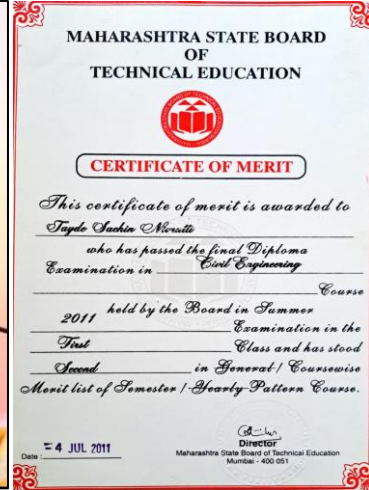 MAHARASHTRA STATE BOARD
OF
TECHNICAL EDUCATION
CERTIFICATE OF MERIT
This certificate of merit is awarded to
Tayde Sachin Nivrutti
who has passed the final Diploma
Examination in Civil Engineering
Course
2011 held by the Board in Summer
Examination in the
First Class and has stood
Second in General / Coursewise
Merit list of Semester / Yearly Pattern Course.
Date : 4 JUL 2011
Director
Maharashtra State Board of Technical Education
Mumbai - 400 051